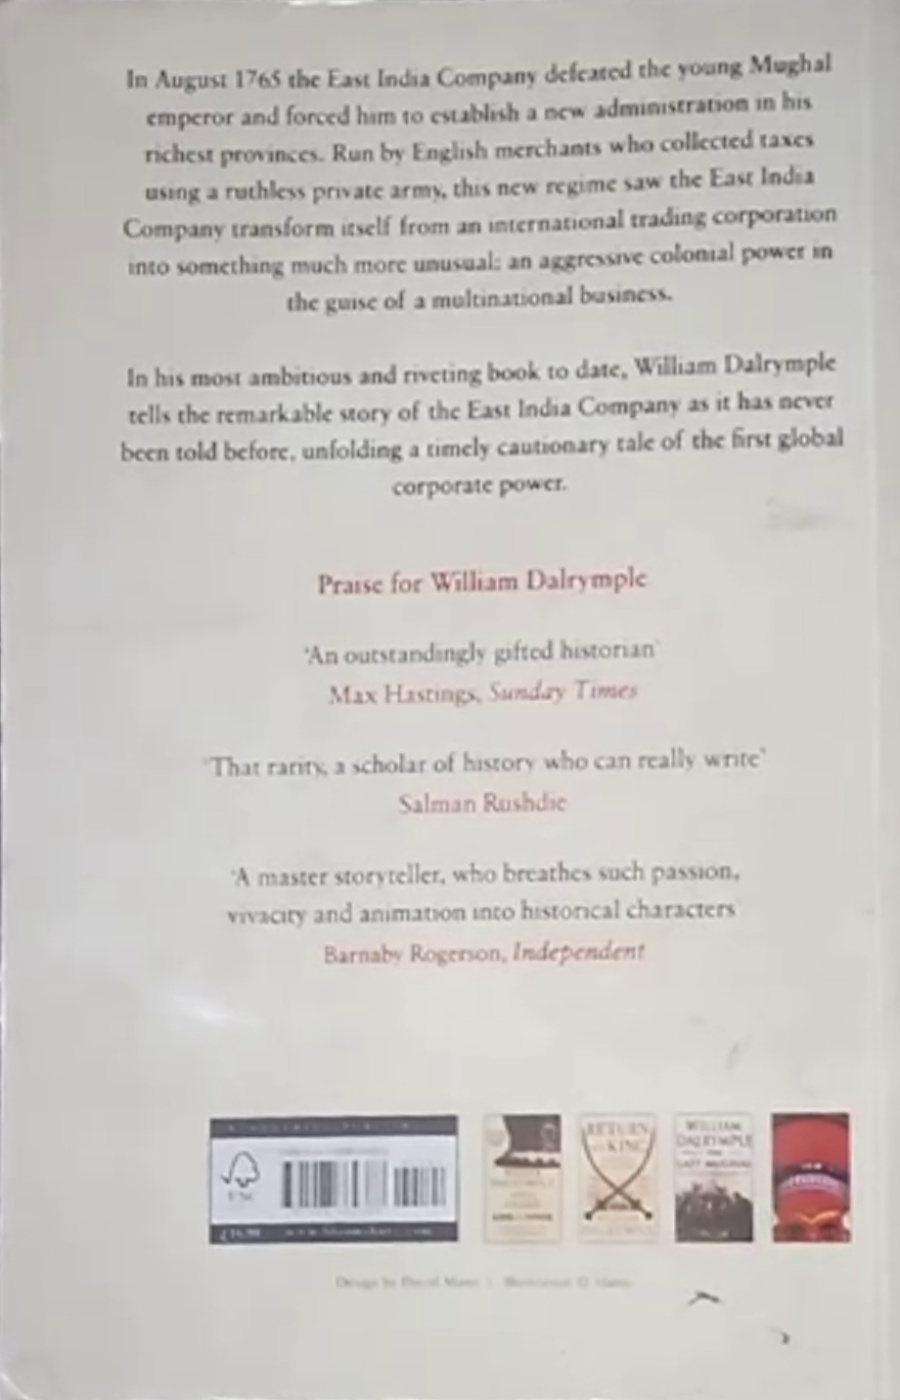 In August 1765 the East India Company defeated the young Mughal
emperor and forced him to establish a new administration in his
richest provinces. Run by English merchants who collected taxes
using a ruthless private army, this new regime saw the East India
Company transform itself from an international trading corporation
into something much more unusual: an aggressive colonial power in
the guise of a multinational business.
In his most ambitious and riveting book to date, William Dalrymple
tells the remarkable story of the East India Company as it has never
been told before, unfolding a timely cautionary tale of the first global
corporate power.
Praise for William Dalrymple
'An outstandingly gifted historian'
Max Hastings, Sunday Times
'That rarity, a scholar of history who can really write'
Salman Rushdie
'A master storyteller, who breathes such passion,
vivacity and animation into historical characters
Barnaby Rogerson, Independent
FSC
RETURN
KING
WILLIAM
DALRYMPLE
Design by David Mann